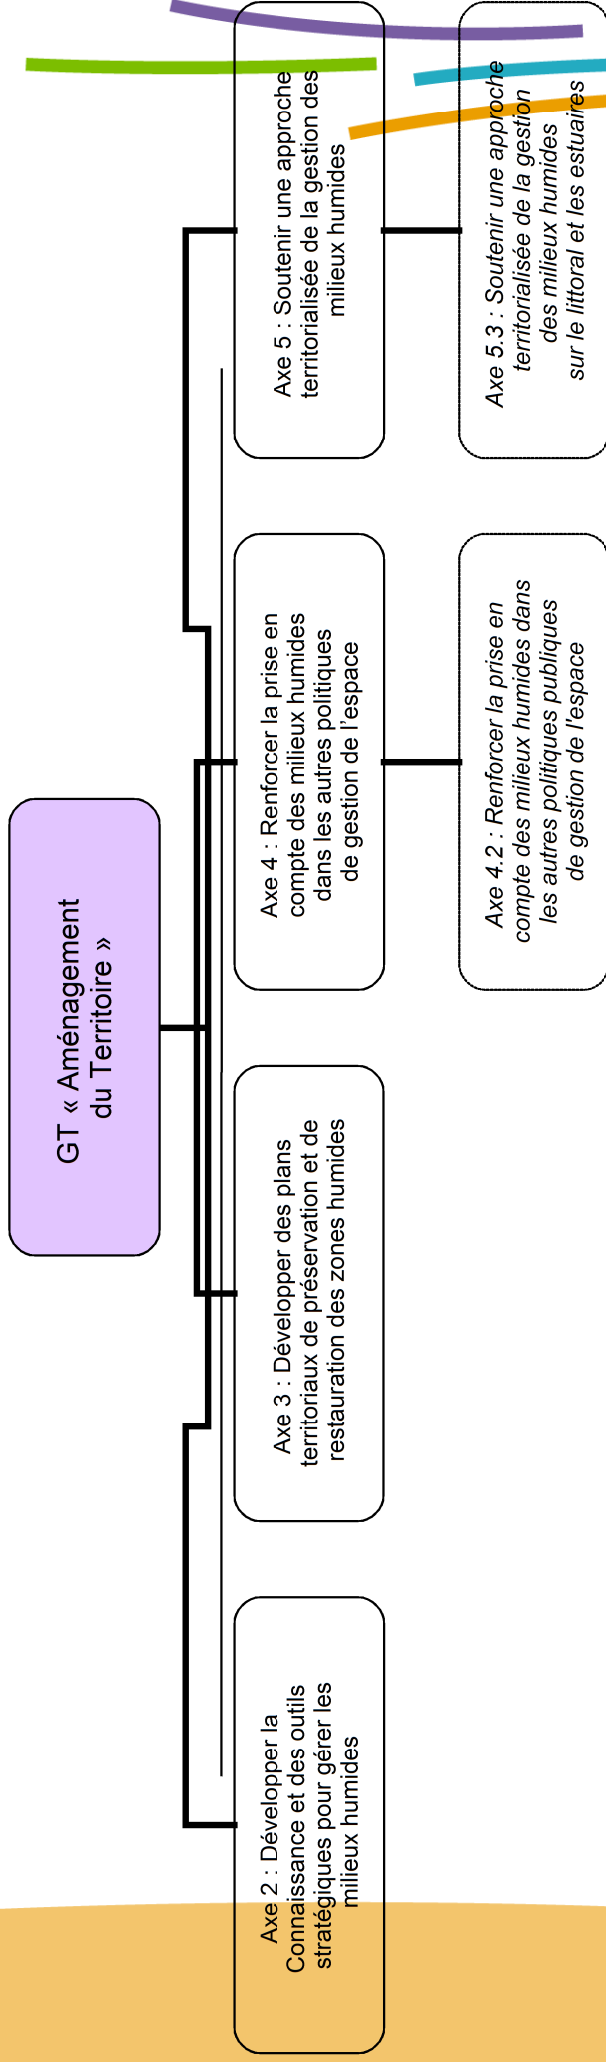 GT « Aménagement
du Territoire »
Axe 2 : Développer la
Connaissance et des outils
stratégiques pour gérer les
milieux humides
Axe 3 : Développer des plans
territoriaux de préservation et de
restauration des zones humides
Axe 4 : Renforcer la prise en
compte des milieux humides
dans les autres politiques
de gestion de l'espace
Axe 5 : Soutenir une approche
territorialisée de la gestion des
milieux humides
Axe 4.2 : Renforcer la prise en
compte des milieux humides dans
les autres politiques publiques
de gestion de l'espace
Axe 5.3 : Soutenir une approche
territorialisée de la gestion
des milieux humides
sur le littoral et les estuaires